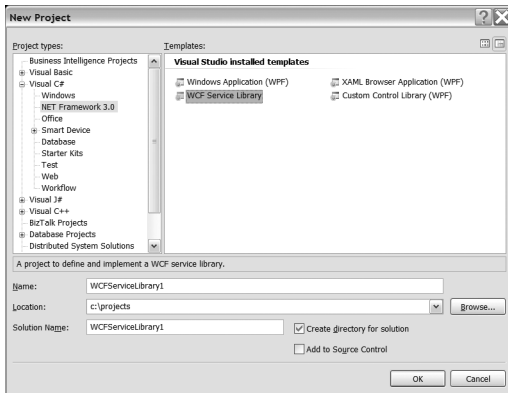 New Project
Project types:
Templates:
Business Intelligence Projects
Visual Basic
Visual C#
Windows
NET Framework 3.0
Office
Smart Device
Database
Starter Kits
Test
Web
Workflow
Visual J#
Visual C++
BizTalk Projects
Database Projects
Distributed System Solutions
Visual Studio installed templates
Windows Application (WPF)
XAML Browser Application (WPF)
WCF Service Library
Custom Control Library (WPF)
A project to define and implement a WCF service library.
Name:
WCFServiceLibrary1
Location:
c:\projects
Browse...
Solution Name:
WCFServiceLibrary1
Create directory for solution
Add to Source Control
OK
Cancel